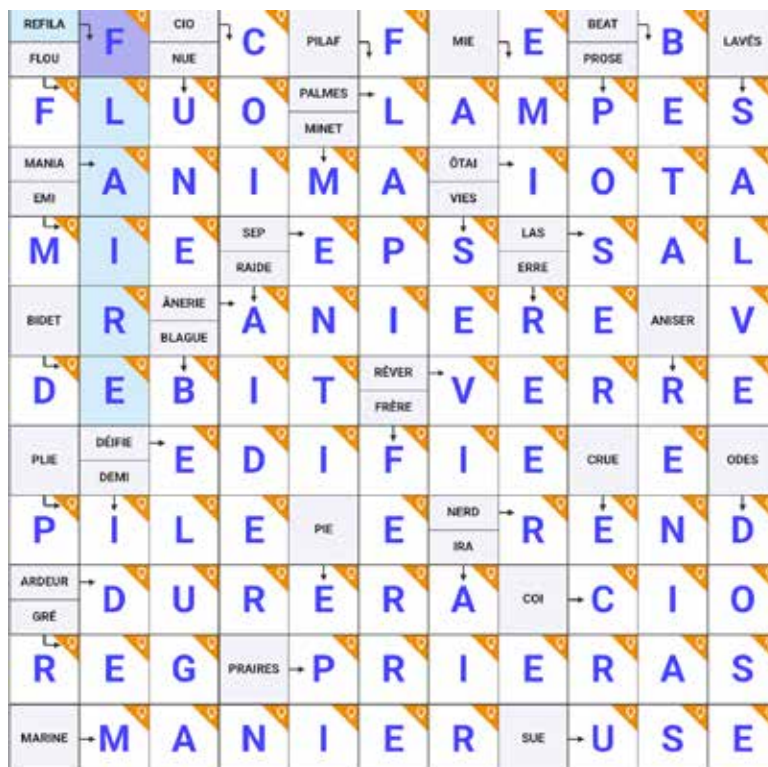 REFILA F CIO C PILAF F MIE E BEAT B LAVÉS
FLOU NUE PROSE
F L U O PALMES L A M P E S
MINET
MANIA A N I M A ÔTAI I O T A
EMI VIES
M I E SEP E P S LAS S A L
RAIDE ERRE
BIDET R ÂNERIE A N I E R E ANISER V
BLAGUE
D E B I T RÊVER V E R R E
FRÈRE
PLIE DÉIFIE E D I F I E CRUE E ODES
DEMI
P I L E PIE E NERD R E N D
IRA
ARDEUR D U R E R A COI C I O
GRÉ
R E G PRAIRES P R I E R A S
MARINE M A N I E R SUE U S E